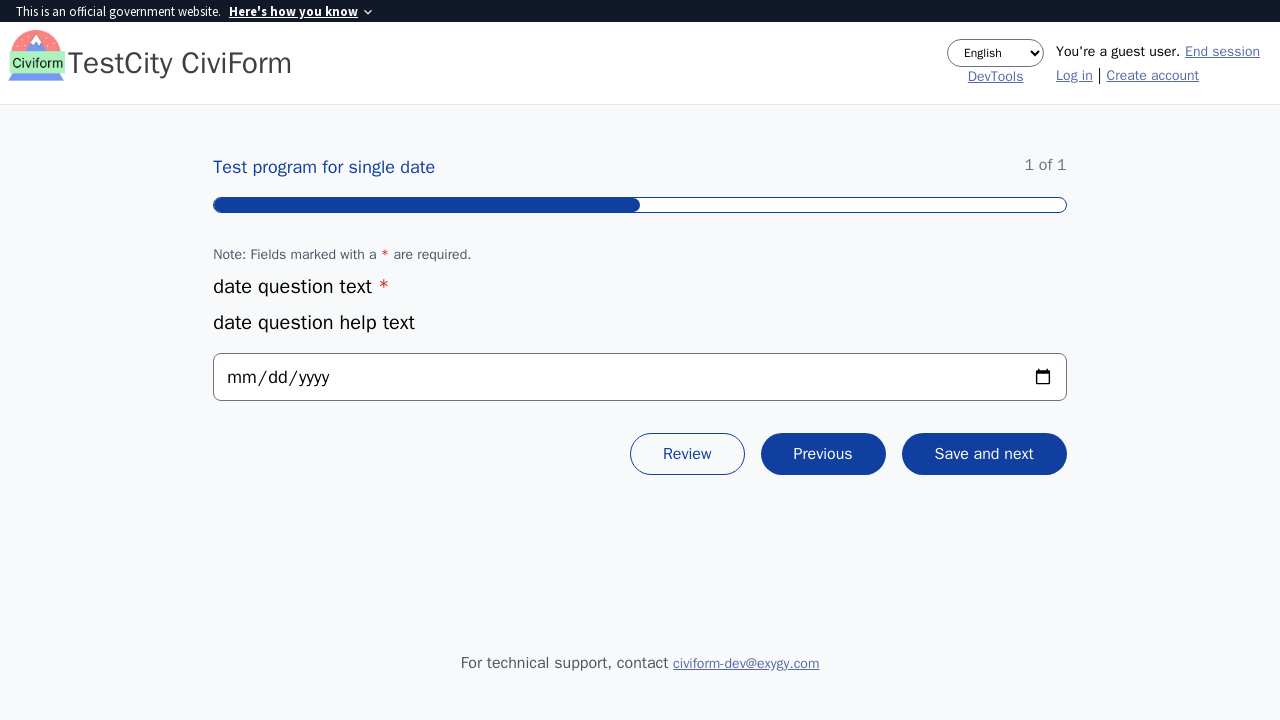 This is an official government website. Here's how you know
Civiform
TestCity CiviForm
English
DevTools
You're a guest user. End session
Log in | Create account
Test program for single date
1 of 1
Note: Fields marked with a * are required.
date question text *
date question help text
mm/dd/yyyy
Review
Previous
Save and next
For technical support, contact civiform-dev@exygy.com